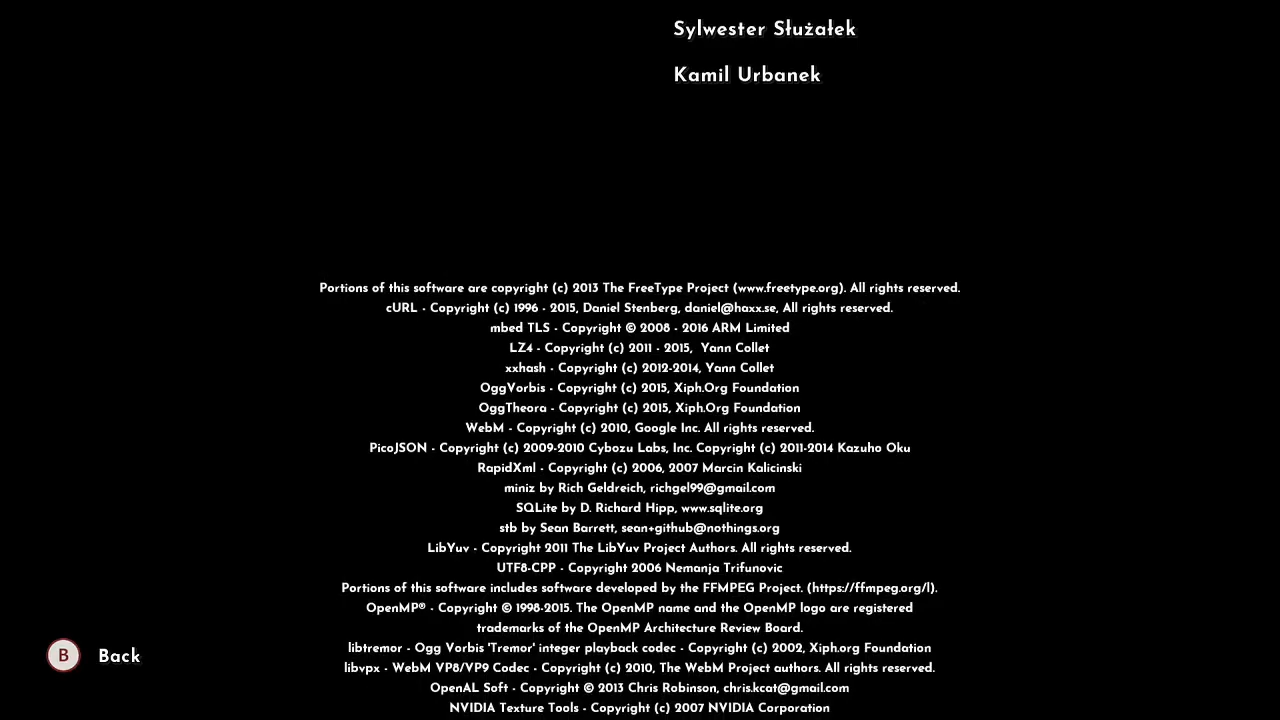 Sylwester Służałek
Kamil Urbanek
Portions of this software are copyright (c) 2013 The FreeType Project (www.freetype.org). All rights reserved.
cURL - Copyright (c) 1996 - 2015, Daniel Stenberg, daniel@haxx.se, All rights reserved.
mbed TLS - Copyright © 2008 - 2016 ARM Limited
LZ4 - Copyright (c) 2011 - 2015,  Yann Collet
xxhash - Copyright (c) 2012-2014, Yann Collet
OggVorbis - Copyright (c) 2015, Xiph.Org Foundation
OggTheora - Copyright (c) 2015, Xiph.Org Foundation
WebM - Copyright (c) 2010, Google Inc. All rights reserved.
PicoJSON - Copyright (c) 2009-2010 Cybozu Labs, Inc. Copyright (c) 2011-2014 Kazuho Oku
RapidXml - Copyright (c) 2006, 2007 Marcin Kalicinski
miniz by Rich Geldreich, richgel99@gmail.com
SQLite by D. Richard Hipp, www.sqlite.org
stb by Sean Barrett, sean+github@nothings.org
LibYuv - Copyright 2011 The LibYuv Project Authors. All rights reserved.
UTF8-CPP - Copyright 2006 Nemanja Trifunovic
Portions of this software includes software developed by the FFMPEG Project. (https://ffmpeg.org/l).
OpenMP® - Copyright © 1998-2015. The OpenMP name and the OpenMP logo are registered
trademarks of the OpenMP Architecture Review Board.
libtremor - Ogg Vorbis 'Tremor' integer playback codec - Copyright (c) 2002, Xiph.org Foundation
B Back
libvpx - WebM VP8/VP9 Codec - Copyright (c) 2010, The WebM Project authors. All rights reserved.
OpenAL Soft - Copyright © 2013 Chris Robinson, chris.kcat@gmail.com
NVIDIA Texture Tools - Copyright (c) 2007 NVIDIA Corporation